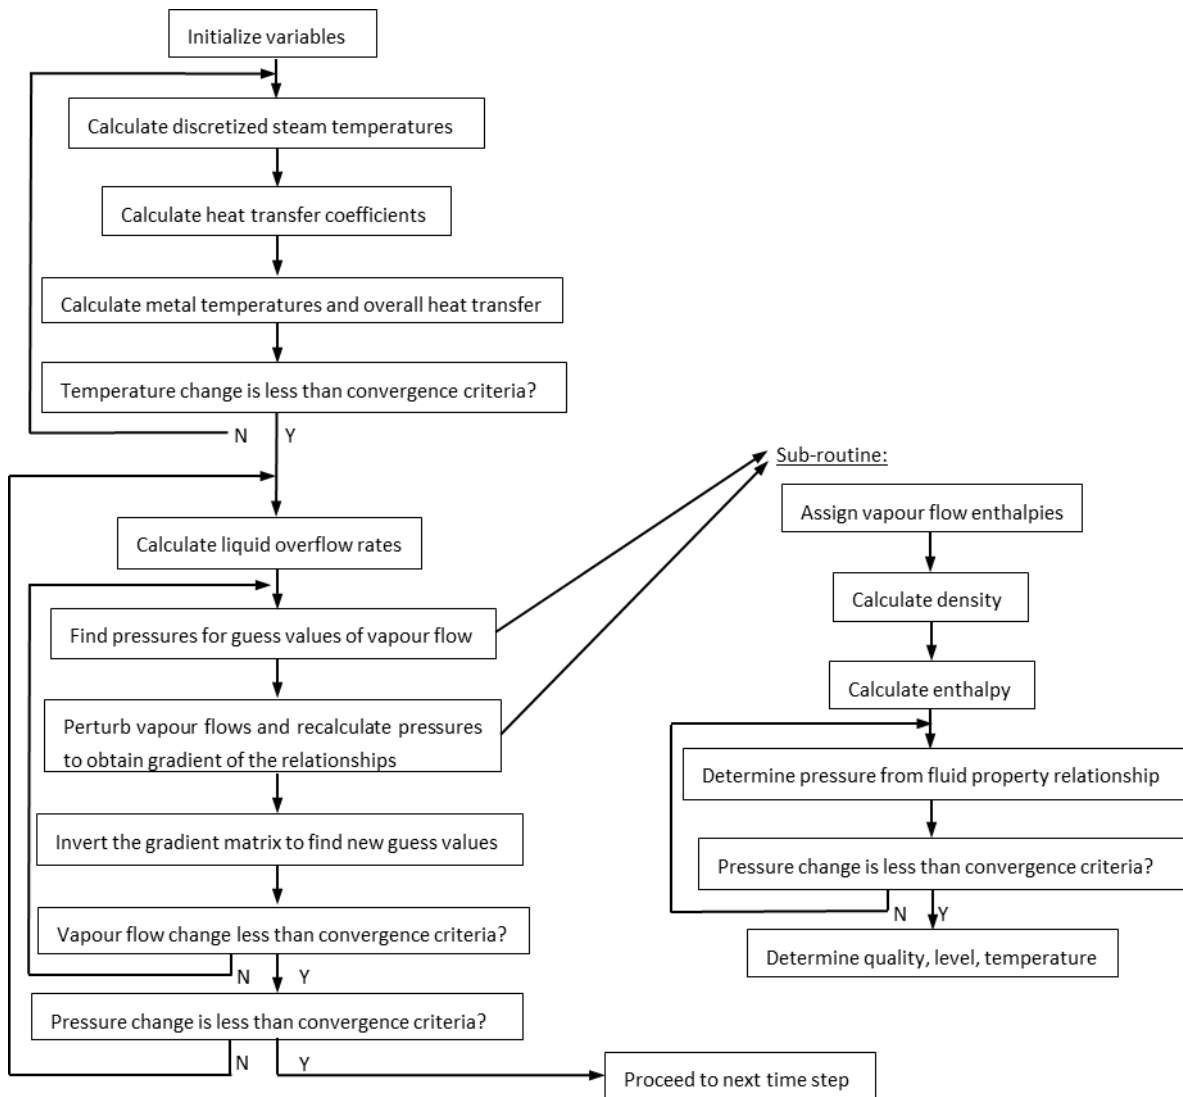 Initialize variables
Calculate discretized steam temperatures
Calculate heat transfer coefficients
Calculate metal temperatures and overall heat transfer
Temperature change is less than convergence criteria?
N Y
Calculate liquid overflow rates
Find pressures for guess values of vapour flow
Perturb vapour flows and recalculate pressures
to obtain gradient of the relationships
Invert the gradient matrix to find new guess values
Vapour flow change less than convergence criteria?
N Y
Pressure change is less than convergence criteria?
N Y
Proceed to next time step
Sub-routine:
Assign vapour flow enthalpies
Calculate density
Calculate enthalpy
Determine pressure from fluid property relationship
Pressure change is less than convergence criteria?
N Y
Determine quality, level, temperature